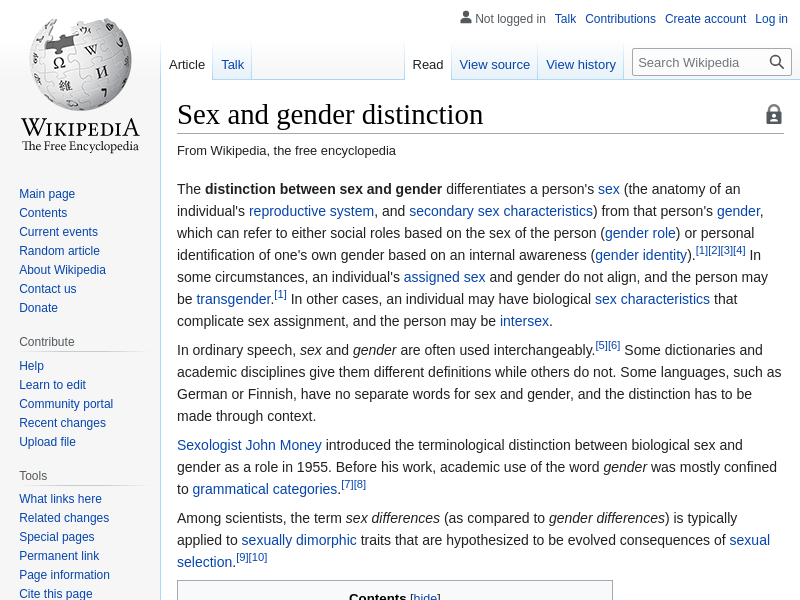 Not logged in Talk Contributions Create account Log in
Article Talk Read View source View history Search Wikipedia
WIKIPEDIA
The Free Encyclopedia
Sex and gender distinction
From Wikipedia, the free encyclopedia
Main page
Contents
Current events
Random article
About Wikipedia
Contact us
Donate
Contribute
Help
Learn to edit
Community portal
Recent changes
Upload file
Tools
What links here
Related changes
Special pages
Permanent link
Page information
Cite this page
The distinction between sex and gender differentiates a person's sex (the anatomy of an
individual's reproductive system, and secondary sex characteristics) from that person's gender,
which can refer to either social roles based on the sex of the person (gender role) or personal
identification of one's own gender based on an internal awareness (gender identity).[1][2][3][4] In
some circumstances, an individual's assigned sex and gender do not align, and the person may
be transgender.[1] In other cases, an individual may have biological sex characteristics that
complicate sex assignment, and the person may be intersex.
In ordinary speech, sex and gender are often used interchangeably.[5][6] Some dictionaries and
academic disciplines give them different definitions while others do not. Some languages, such as
German or Finnish, have no separate words for sex and gender, and the distinction has to be
made through context.
Sexologist John Money introduced the terminological distinction between biological sex and
gender as a role in 1955. Before his work, academic use of the word gender was mostly confined
to grammatical categories.[7][8]
Among scientists, the term sex differences (as compared to gender differences) is typically
applied to sexually dimorphic traits that are hypothesized to be evolved consequences of sexual
selection.[9][10]
Contents [hide]